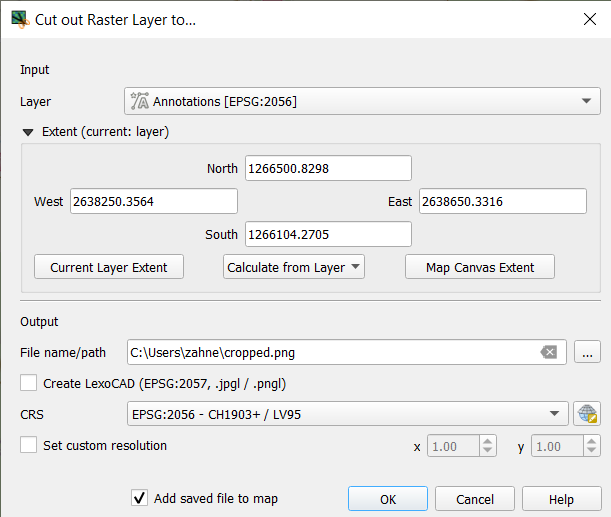 Cut out Raster Layer to...
Input
Layer Annotations [EPSG:2056]
Extent (current: layer)
North 1266500.8298
West 2638250.3564 East 2638650.3316
South 1266104.2705
Current Layer Extent Calculate from Layer Map Canvas Extent
Output
File name/path C:\Users\zahne\cropped.png ...
Create LexoCAD (EPSG:2057, .jpgl / .pngl)
CRS EPSG:2056 - CH1903+ / LV95
Set custom resolution x 1.00 y 1.00
Add saved file to map OK Cancel Help